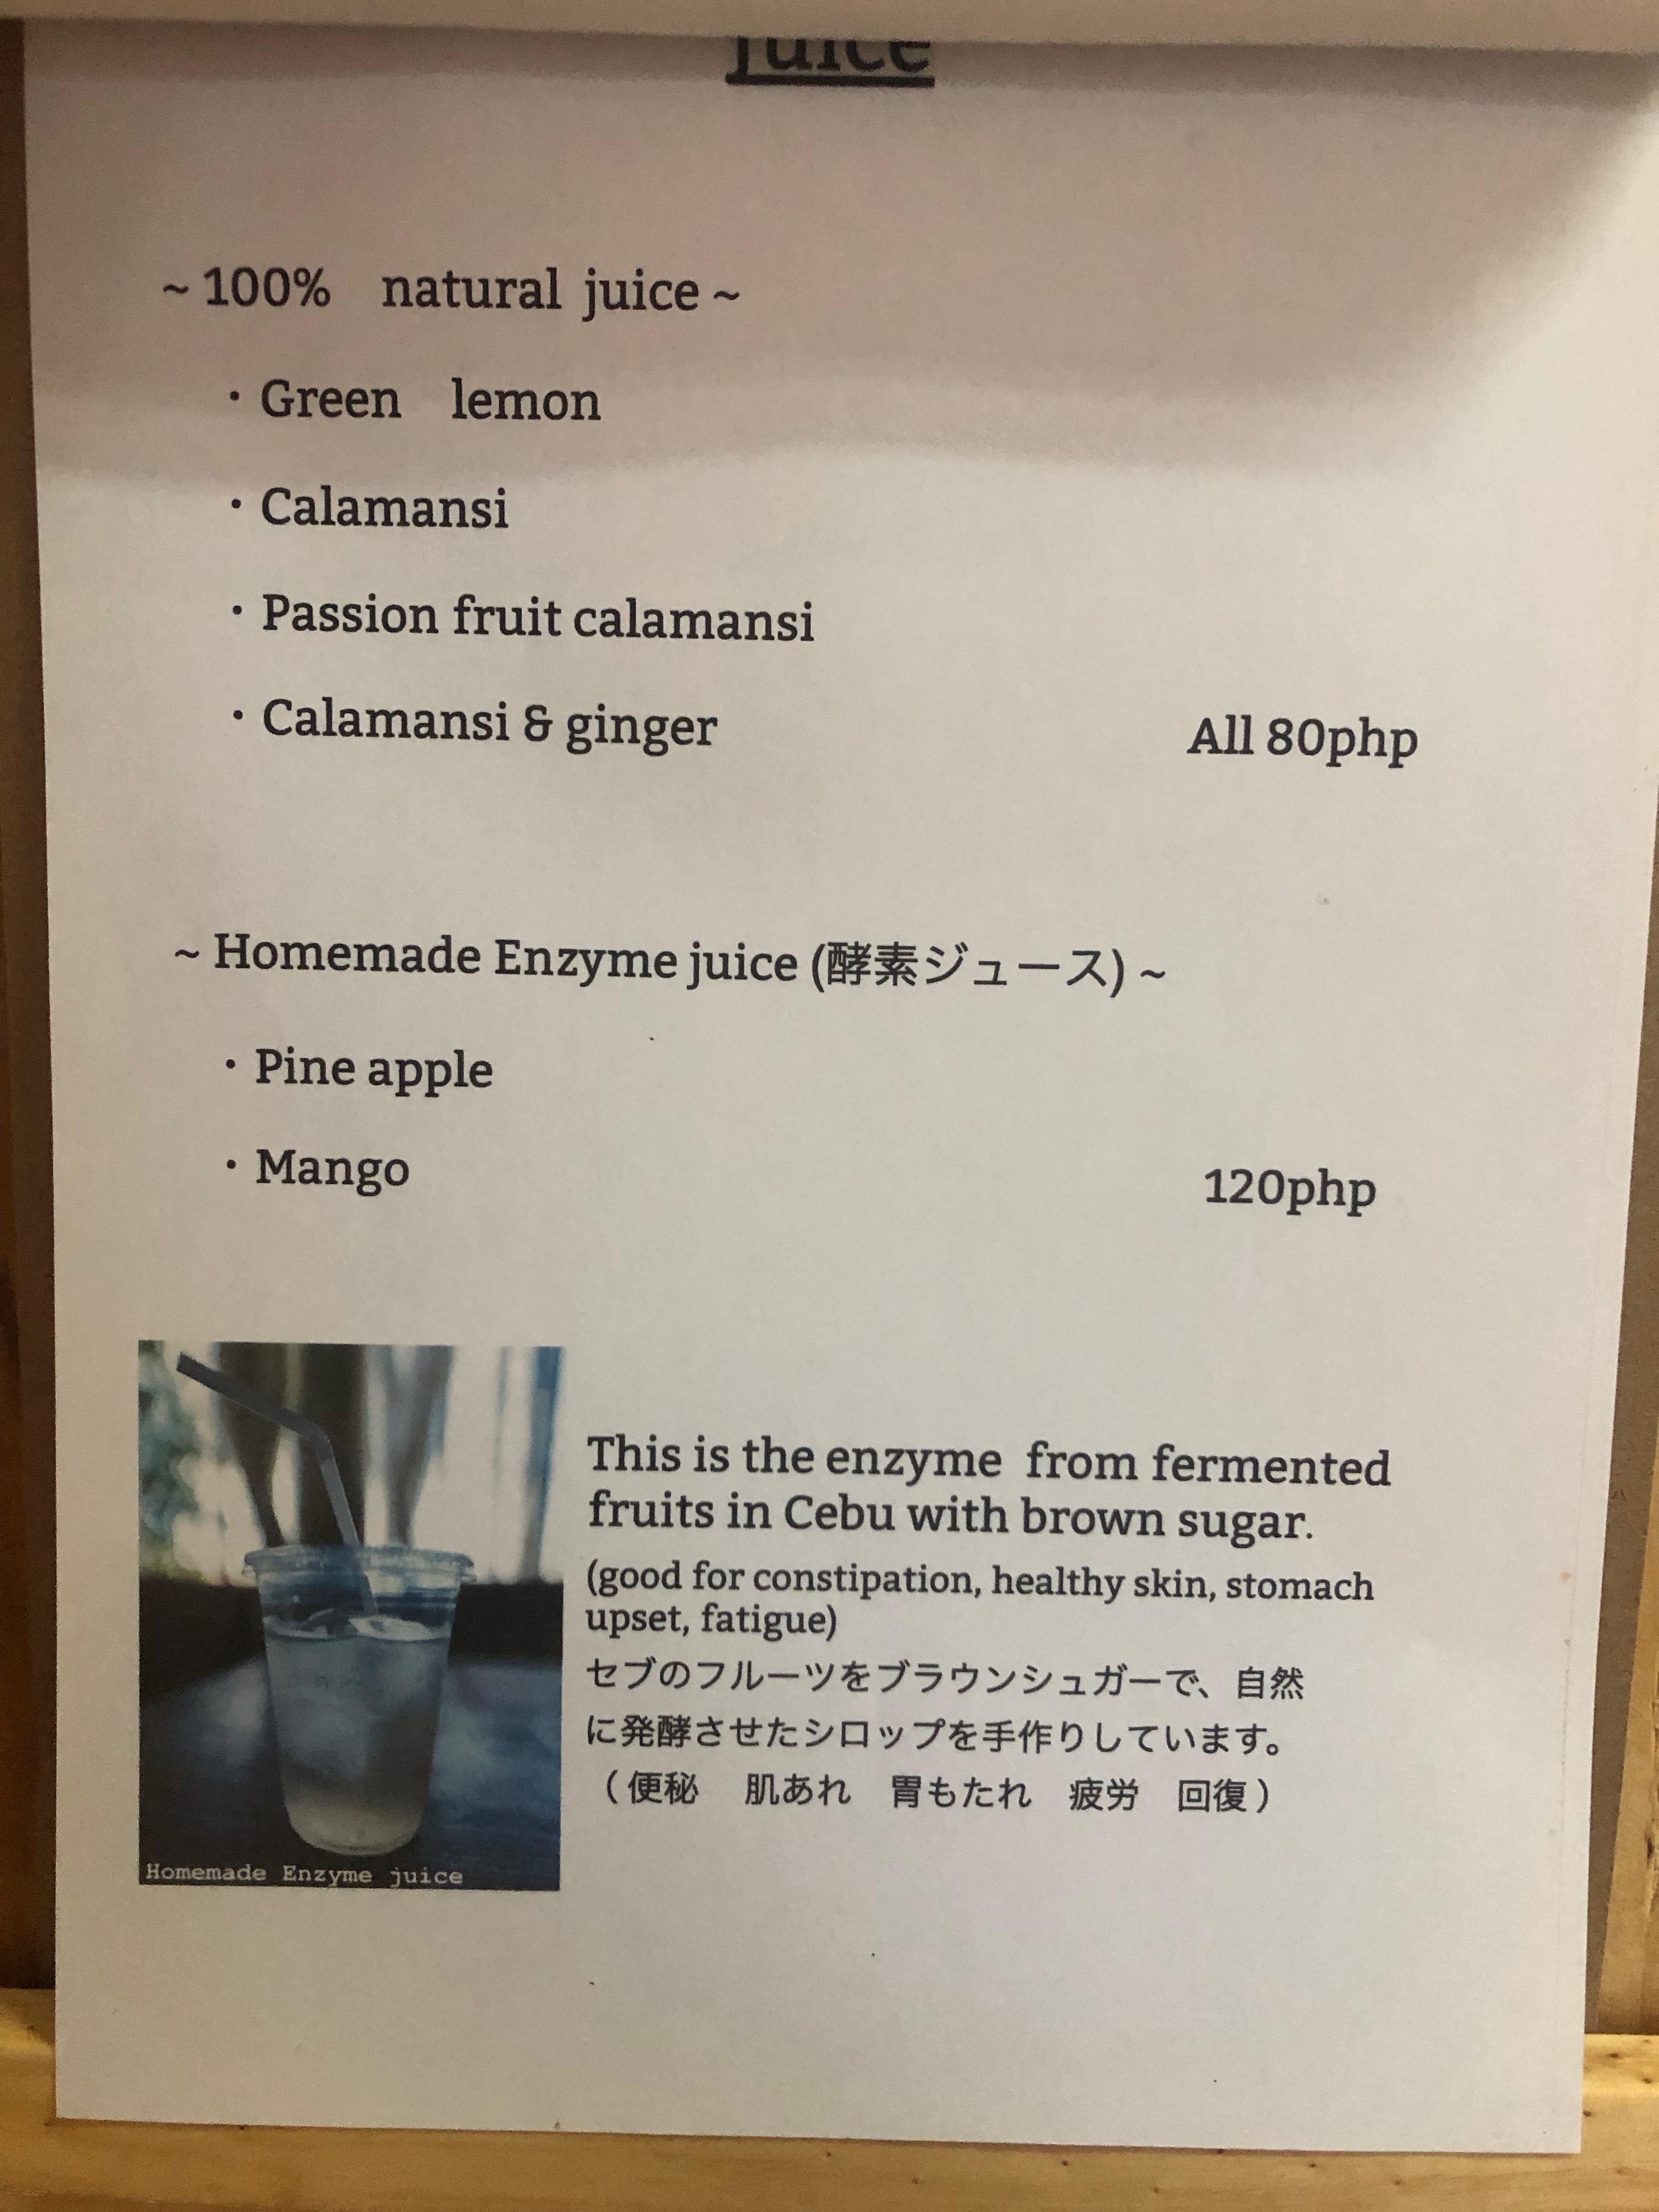 juice
~ 100% natural juice ~
・Green lemon
・Calamansi
・Passion fruit calamansi
・Calamansi & ginger All 80php
~ Homemade Enzyme juice (酵素ジュース) ~
・Pine apple
・Mango 120php
This is the enzyme from fermented
fruits in Cebu with brown sugar.
(good for constipation, healthy skin, stomach
upset, fatigue)
セブのフルーツをブラウンシュガーで、自然
に発酵させたシロップを手作りしています。
（便秘 肌あれ 胃もたれ 疲労 回復）
Homemade Enzyme juice